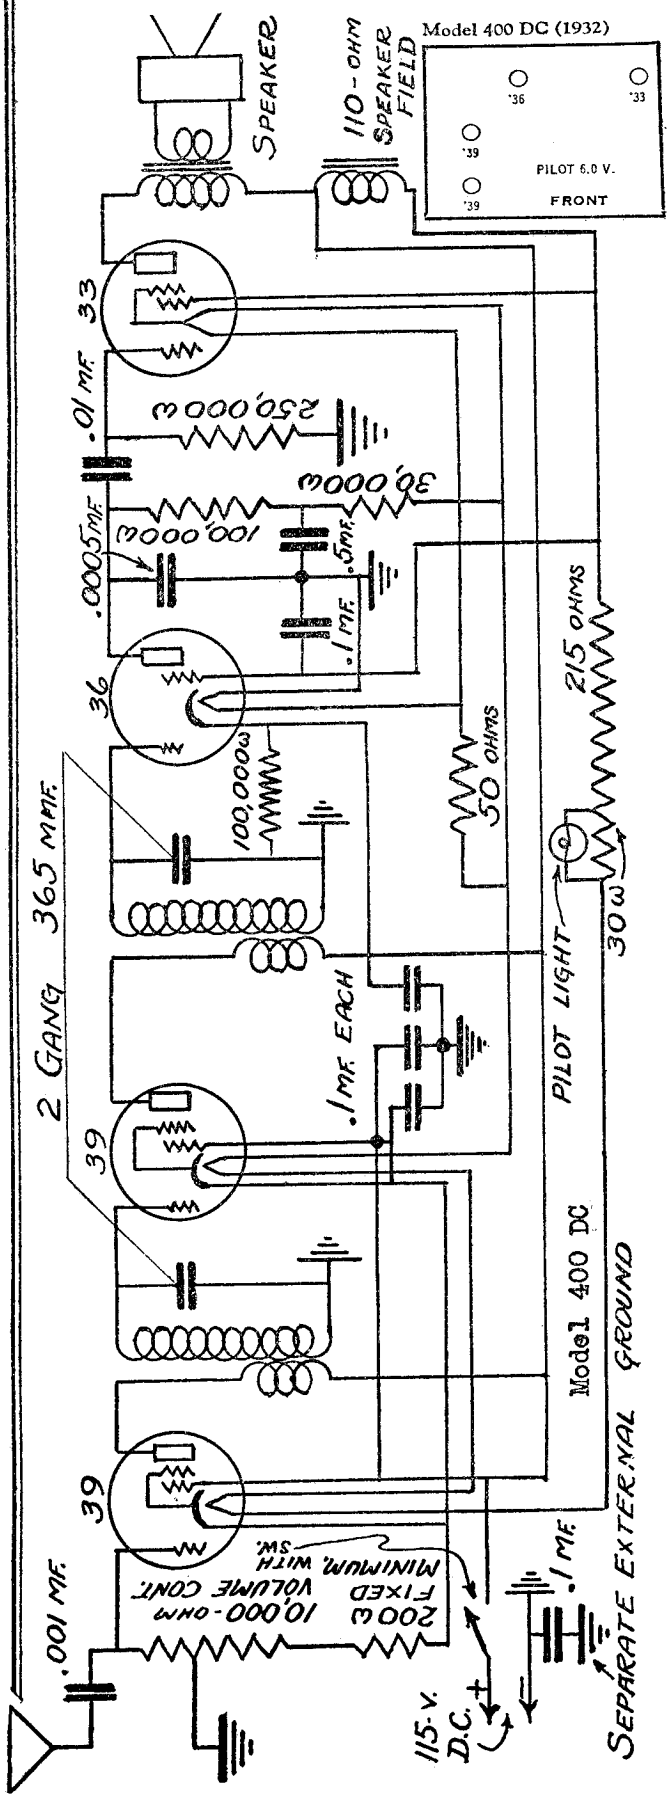 Model 400 DC (1932)
'36
'33
'39
'39
PILOT 6.0 V.
FRONT
SPEAKER
110-OHM
SPEAKER
FIELD
33
.01 MF.
250,000 ω
30,000 ω
100,000 ω
.0005 MF.
.5 MF.
.1 MF.
36
215 OHMS
50 OHMS
100,000 ω
2 GANG 365 MMF.
PILOT LIGHT
30 ω
.1 MF. EACH
39
Model 400 DC
39
.001 MF.
10,000-OHM
VOLUME CONT.
WITH
SW.
200 ω
FIXED
MINIMUM.
115-V.
D.C.
+
−
.1 MF.
SEPARATE EXTERNAL GROUND